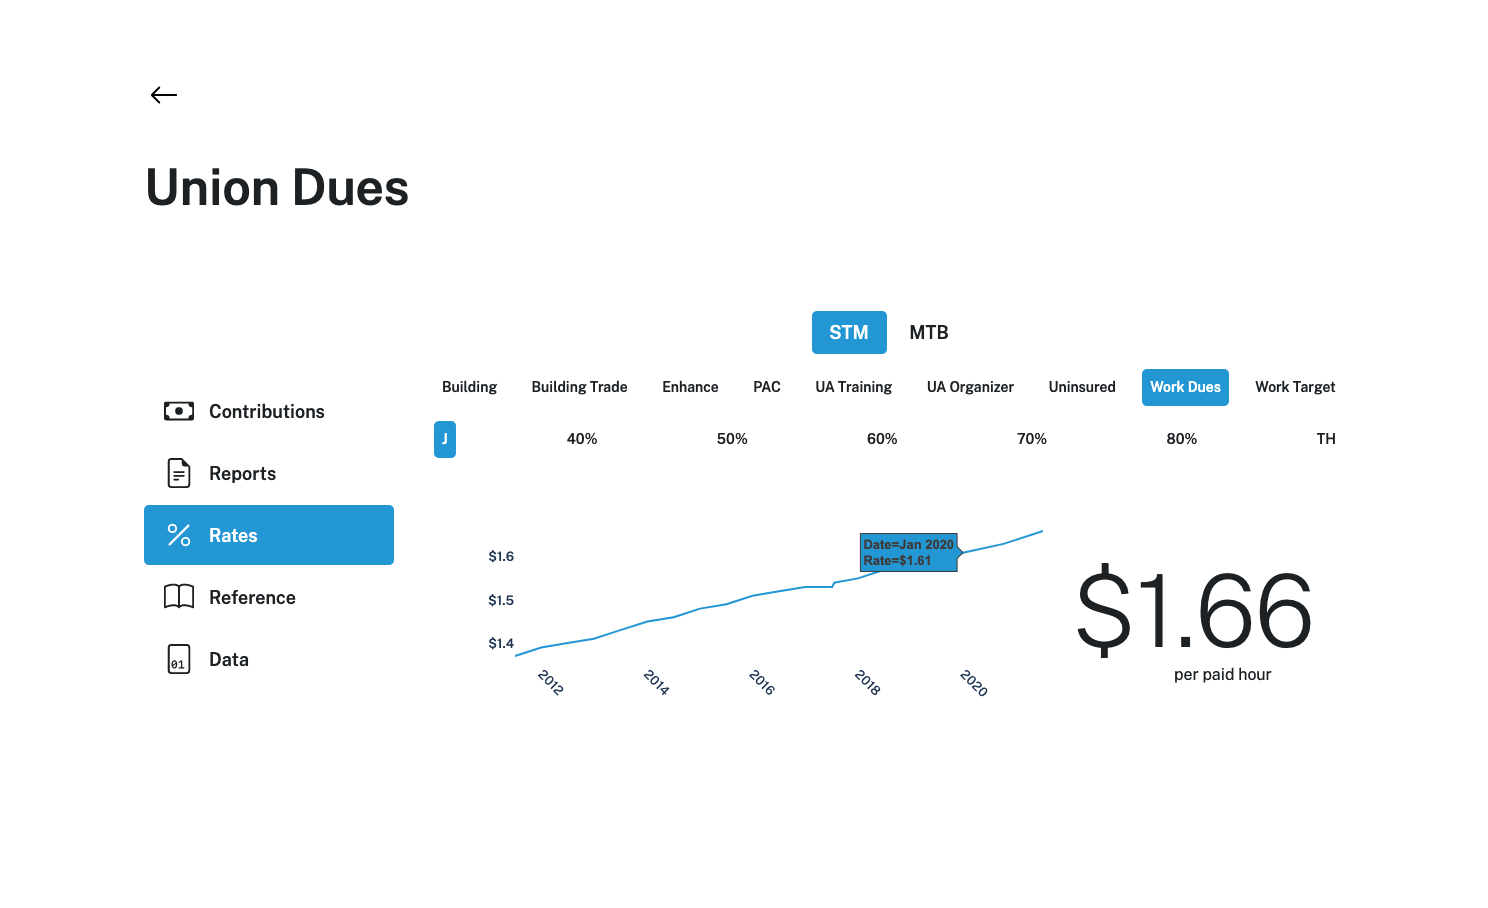 Union Dues
STM MTB
Building Building Trade Enhance PAC UA Training UA Organizer Uninsured Work Dues Work Target
J 40% 50% 60% 70% 80% TH
Contributions
Reports
Rates
Reference
01 Data
$1.6
$1.5
$1.4
2012 2014 2016 2018 2020
Date=Jan 2020
Rate=$1.61
$1.66
per paid hour